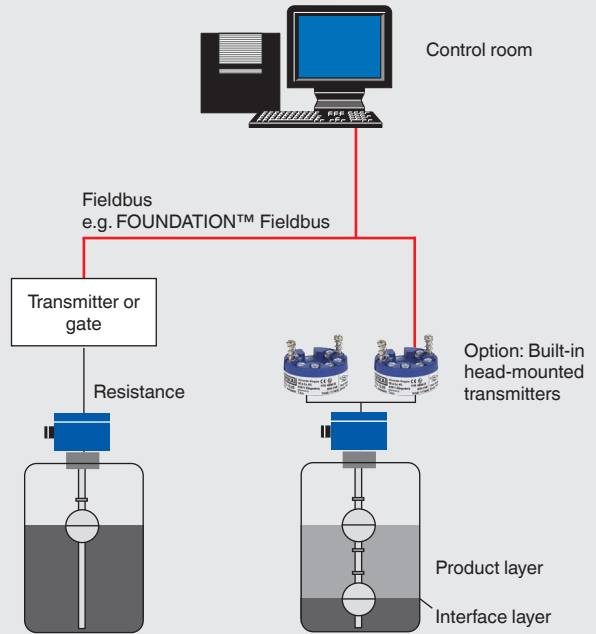 Control room
Fieldbus
e.g. FOUNDATION™ Fieldbus
Transmitter or
gate
Resistance
Option: Built-in
head-mounted
transmitters
Product layer
Interface layer